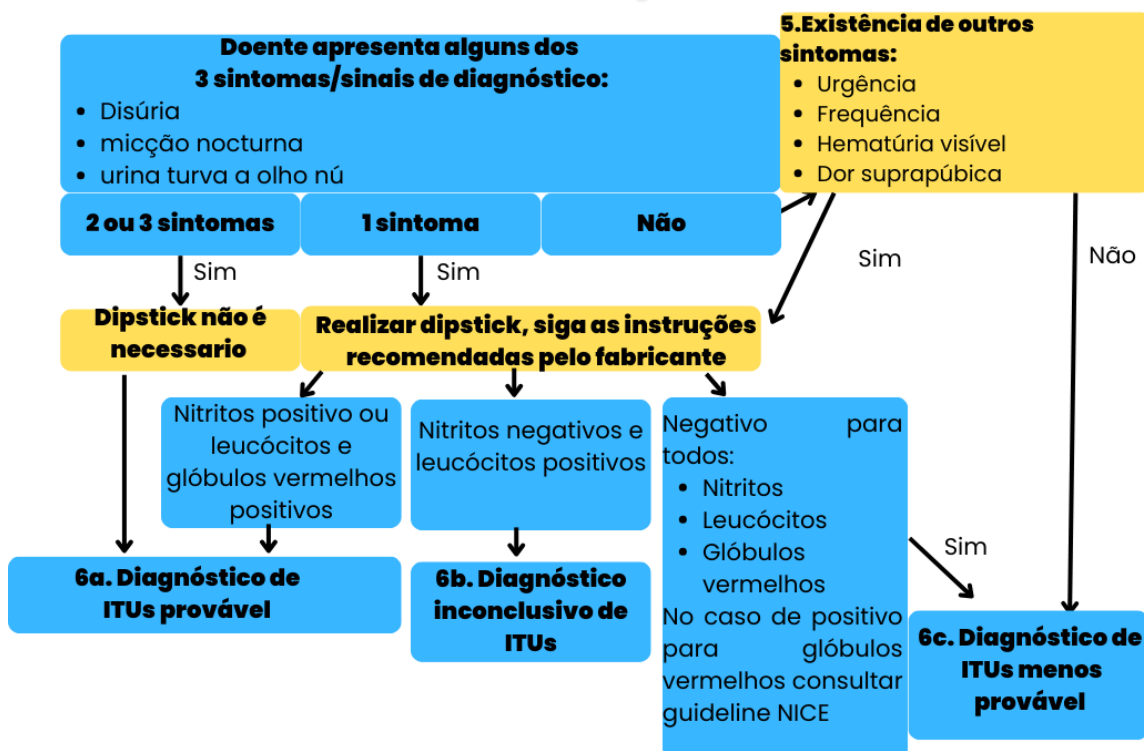 Doente apresenta alguns dos
3 sintomas/sinais de diagnóstico:
• Disúria
• micção nocturna
• urina turva a olho nú
5.Existência de outros
sintomas:
• Urgência
• Frequência
• Hematúria visível
• Dor suprapúbica
2 ou 3 sintomas
1 sintoma
Não
Sim
Sim
Sim
Não
Dipstick não é
necessario
Realizar dipstick, siga as instruções
recomendadas pelo fabricante
Nitritos positivo ou
leucócitos e
glóbulos vermelhos
positivos
Nitritos negativos e
leucócitos positivos
Negativo para
todos:
• Nitritos
• Leucócitos
• Glóbulos
vermelhos
No caso de positivo
para glóbulos
vermelhos consultar
guideline NICE
Sim
6a. Diagnóstico de
ITUs provável
6b. Diagnóstico
inconclusivo de
ITUs
6c. Diagnóstico de
ITUs menos
provável